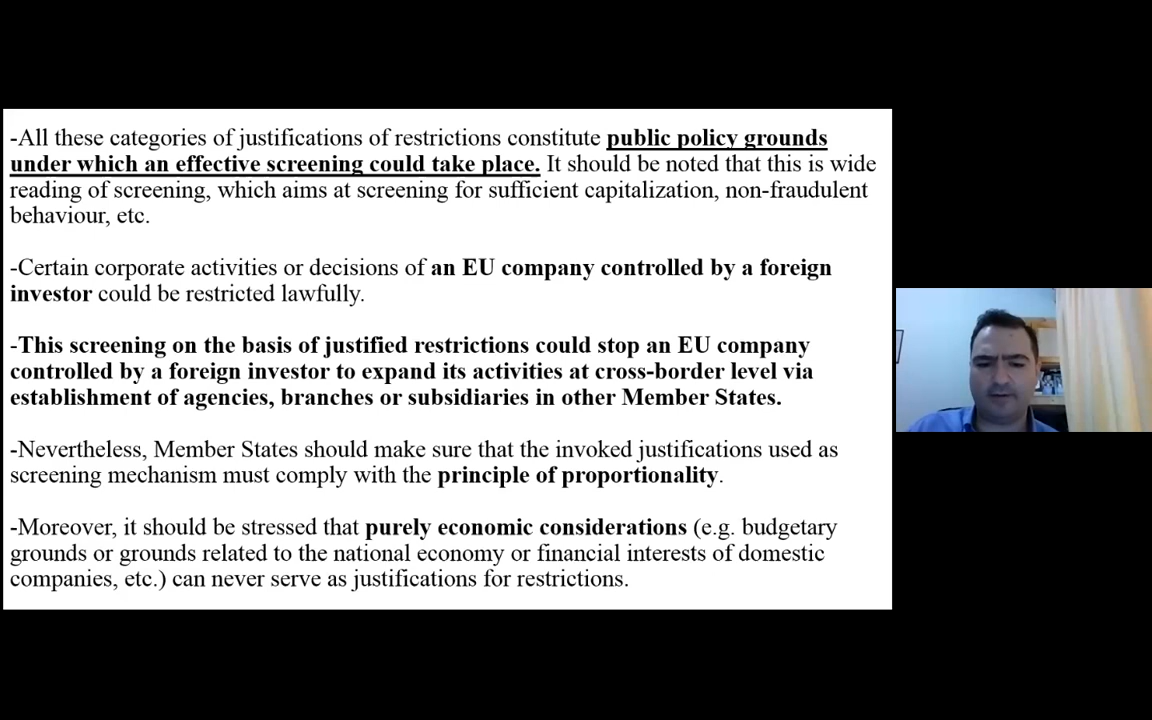 -All these categories of justifications of restrictions constitute public policy grounds
under which an effective screening could take place. It should be noted that this is wide
reading of screening, which aims at screening for sufficient capitalization, non-fraudulent
behaviour, etc.
-Certain corporate activities or decisions of an EU company controlled by a foreign
investor could be restricted lawfully.
-This screening on the basis of justified restrictions could stop an EU company
controlled by a foreign investor to expand its activities at cross-border level via
establishment of agencies, branches or subsidiaries in other Member States.
-Nevertheless, Member States should make sure that the invoked justifications used as
screening mechanism must comply with the principle of proportionality.
-Moreover, it should be stressed that purely economic considerations (e.g. budgetary
grounds or grounds related to the national economy or financial interests of domestic
companies, etc.) can never serve as justifications for restrictions.